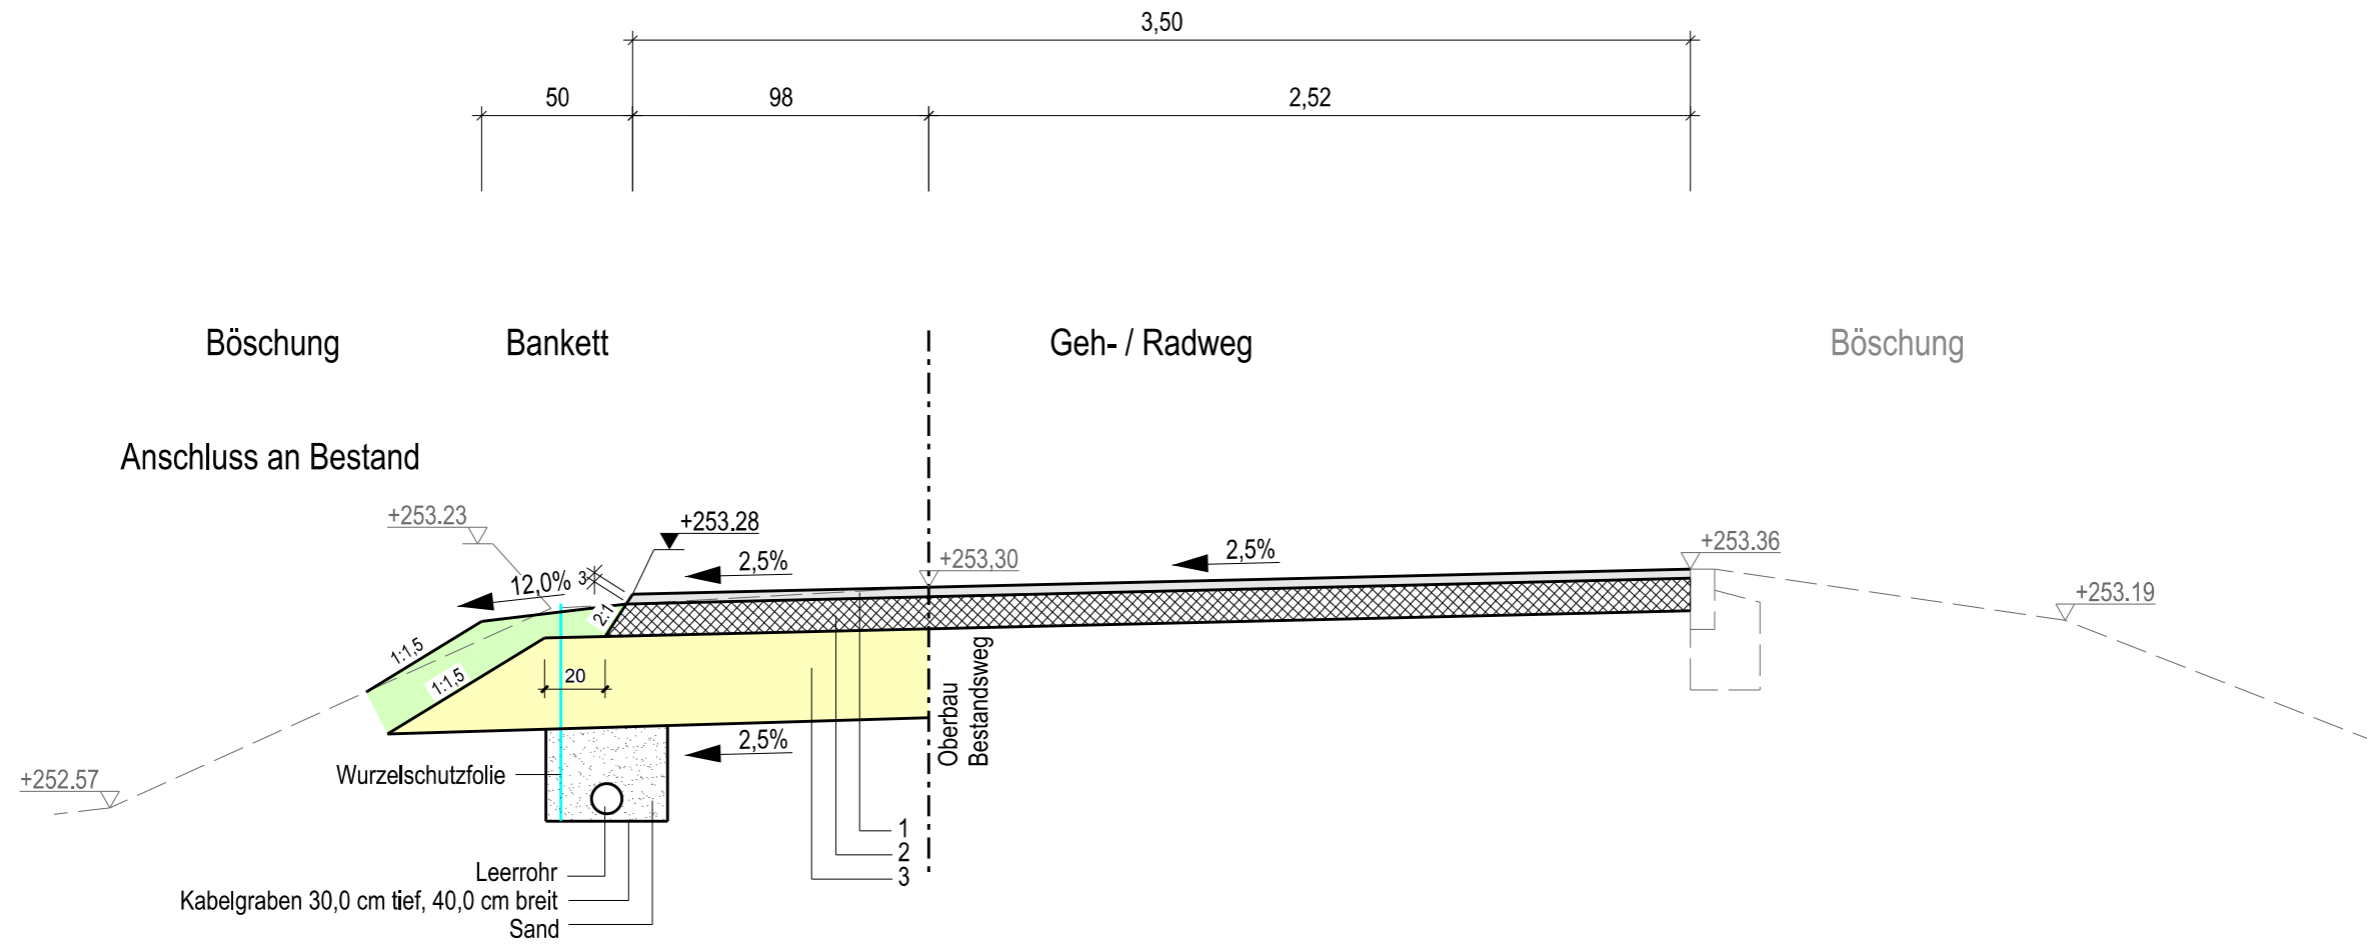 3,50
50
98
2,52
Böschung
Bankett
Geh- / Radweg
Böschung
Anschluss an Bestand
+253.23
+253.28
2,5%
+253,30
2,5%
+253.36
12,0%
3
2:1
+253.19
1:1,5
1:1,5
20
Oberbau
Bestandsweg
2,5%
Wurzelschutzfolie
+252.57
1
2
3
Leerrohr
Kabelgraben 30,0 cm tief, 40,0 cm breit
Sand